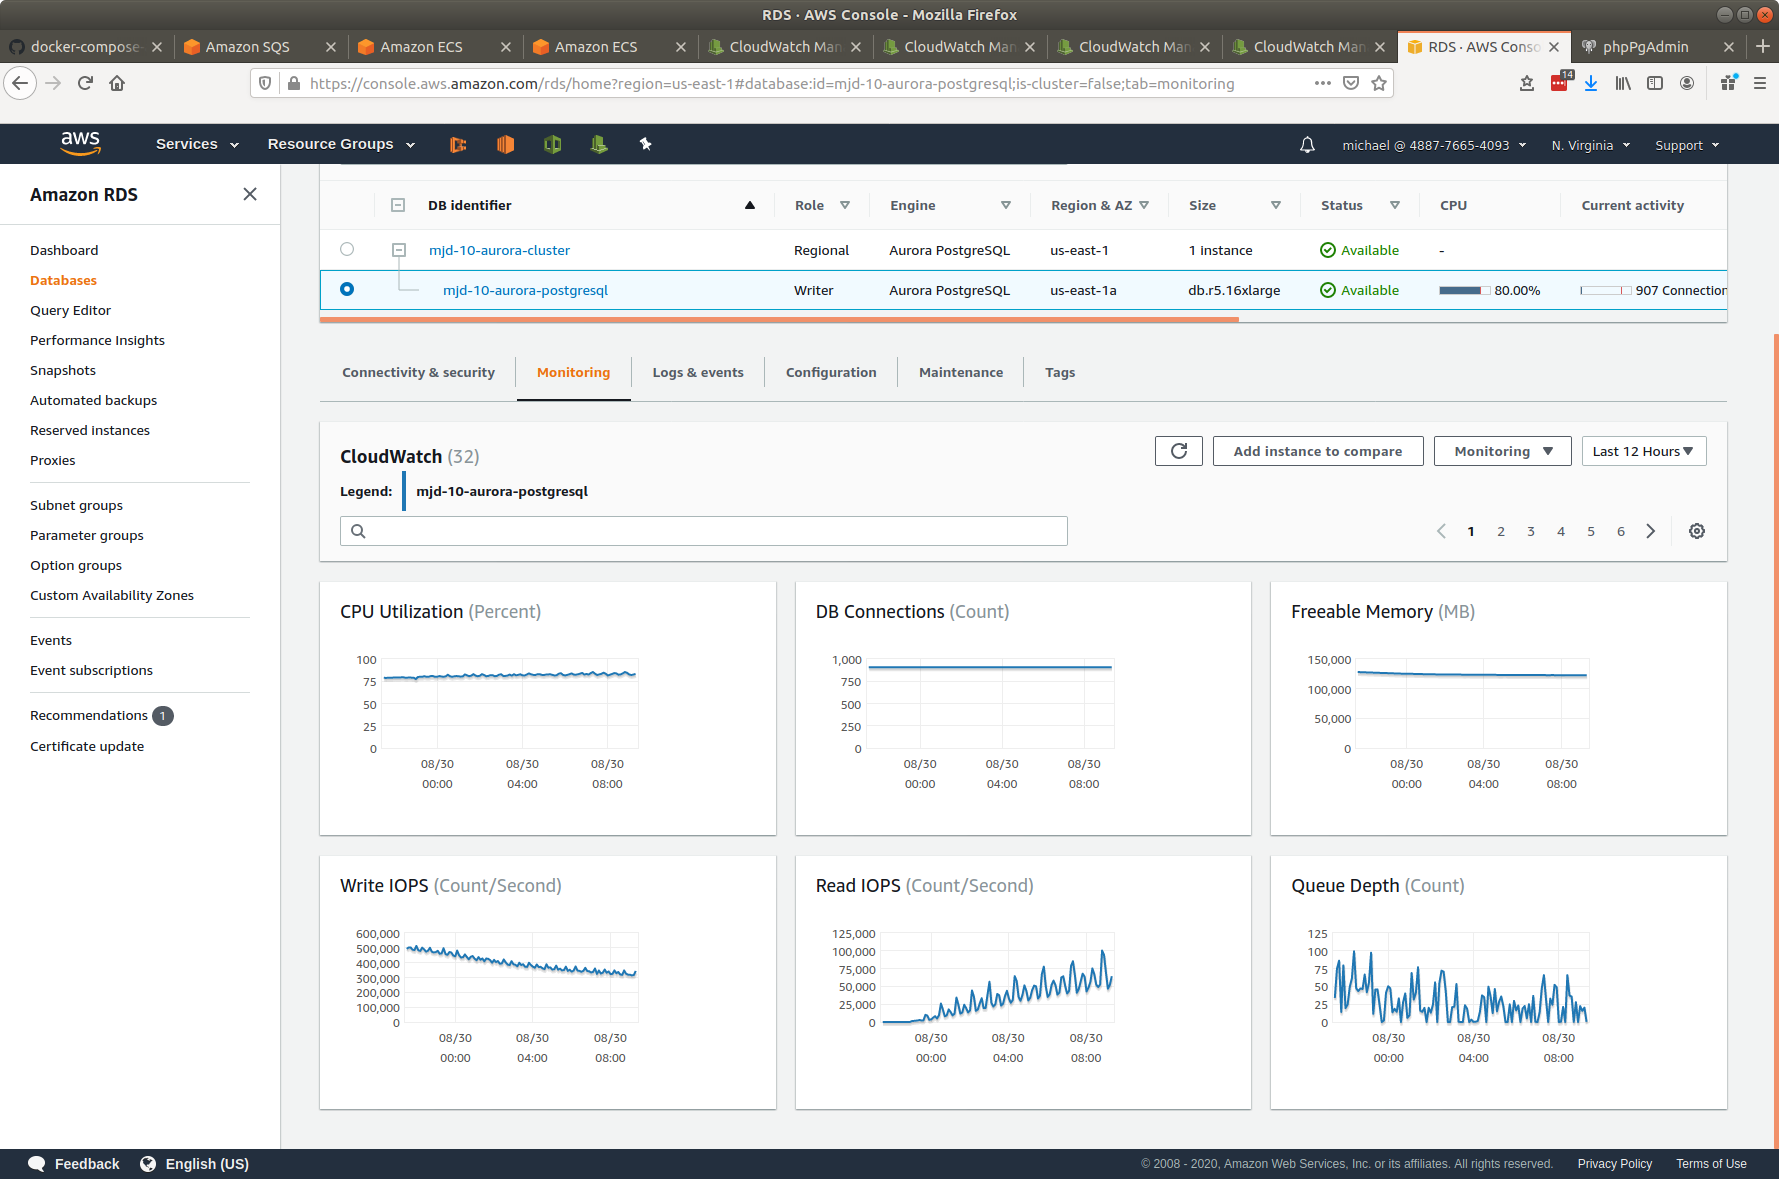 RDS · AWS Console - Mozilla Firefox
docker-compose- Amazon SQS Amazon ECS Amazon ECS CloudWatch Man CloudWatch Man CloudWatch Man CloudWatch Man RDS · AWS Conso phpPgAdmin
https://console.aws.amazon.com/rds/home?region=us-east-1#database:id=mjd-10-aurora-postgresql;is-cluster=false;tab=monitoring
14
aws Services Resource Groups michael @ 4887-7665-4093 N. Virginia Support
Amazon RDS
Dashboard
Databases
Query Editor
Performance Insights
Snapshots
Automated backups
Reserved instances
Proxies
Subnet groups
Parameter groups
Option groups
Custom Availability Zones
Events
Event subscriptions
Recommendations 1
Certificate update
DB identifier Role Engine Region & AZ Size Status CPU Current activity
mjd-10-aurora-cluster Regional Aurora PostgreSQL us-east-1 1 instance Available -
mjd-10-aurora-postgresql Writer Aurora PostgreSQL us-east-1a db.r5.16xlarge Available 80.00% 907 Connection
Connectivity & security Monitoring Logs & events Configuration Maintenance Tags
CloudWatch (32) Add instance to compare Monitoring Last 12 Hours
Legend: mjd-10-aurora-postgresql
1 2 3 4 5 6
CPU Utilization (Percent)
100
75
50
25
0
08/30 08/30 08/30
00:00 04:00 08:00
DB Connections (Count)
1,000
750
500
250
0
08/30 08/30 08/30
00:00 04:00 08:00
Freeable Memory (MB)
150,000
100,000
50,000
0
08/30 08/30 08/30
00:00 04:00 08:00
Write IOPS (Count/Second)
600,000
500,000
400,000
300,000
200,000
100,000
0
08/30 08/30 08/30
00:00 04:00 08:00
Read IOPS (Count/Second)
125,000
100,000
75,000
50,000
25,000
0
08/30 08/30 08/30
00:00 04:00 08:00
Queue Depth (Count)
125
100
75
50
25
0
08/30 08/30 08/30
00:00 04:00 08:00
Feedback English (US) © 2008 - 2020, Amazon Web Services, Inc. or its affiliates. All rights reserved. Privacy Policy Terms of Use